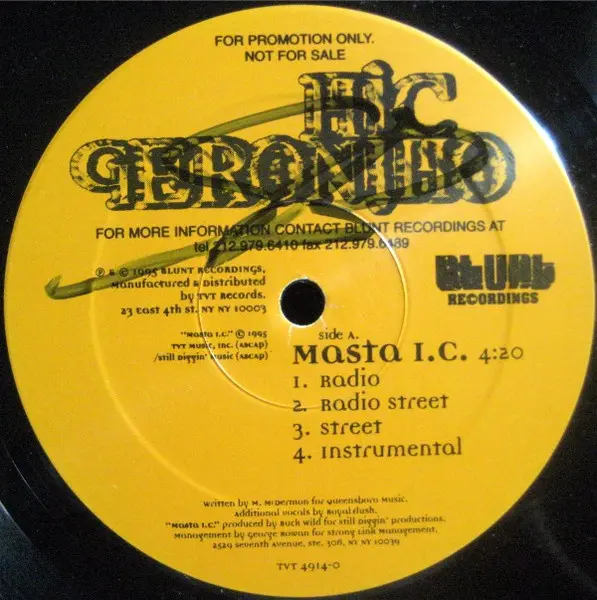 FOR PROMOTION ONLY.
NOT FOR SALE
Mic
Geronimo
FOR MORE INFORMATION CONTACT BLUNT RECORDINGS AT
tel 212.979.6410 fax 212.979.6489
℗ & © 1995 Blunt Recordings,
Manufactured & Distributed
by TVT Records.
23 East 4th St. NY NY 10003
BLUNT
RECORDINGS
"Masta I.C." © 1995
TVT Music, Inc. (ASCAP)
/Still Diggin' Music (ASCAP)
side A.
Masta I.C. 4:20
1. Radio
2. Radio Street
3. Street
4. Instrumental
written by M. McDermon for Queensboro Music.
Additional vocals by Royal Flush.
"Masta I.C." produced by Buck Wild for Still Diggin' productions.
Management by George Rowan for Strong Link Management,
2529 Seventh Avenue, Ste. 306, NY NY 10039
TVT 4914-0